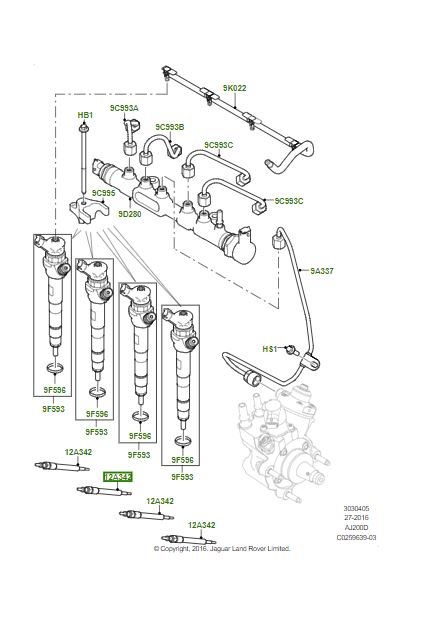 9K022
9C993A
HB1
9C993B
9C993C
9C995
9C993C
9D280
9A337
HS1
9F596
9F593
9F596
9F593
9F596
9F593
9F596
9F593
12A342
12A342
12A342
12A342
3030405
27-2016
AJ200D
C0259639-03
© Copyright, 2016. Jaguar Land Rover Limited.